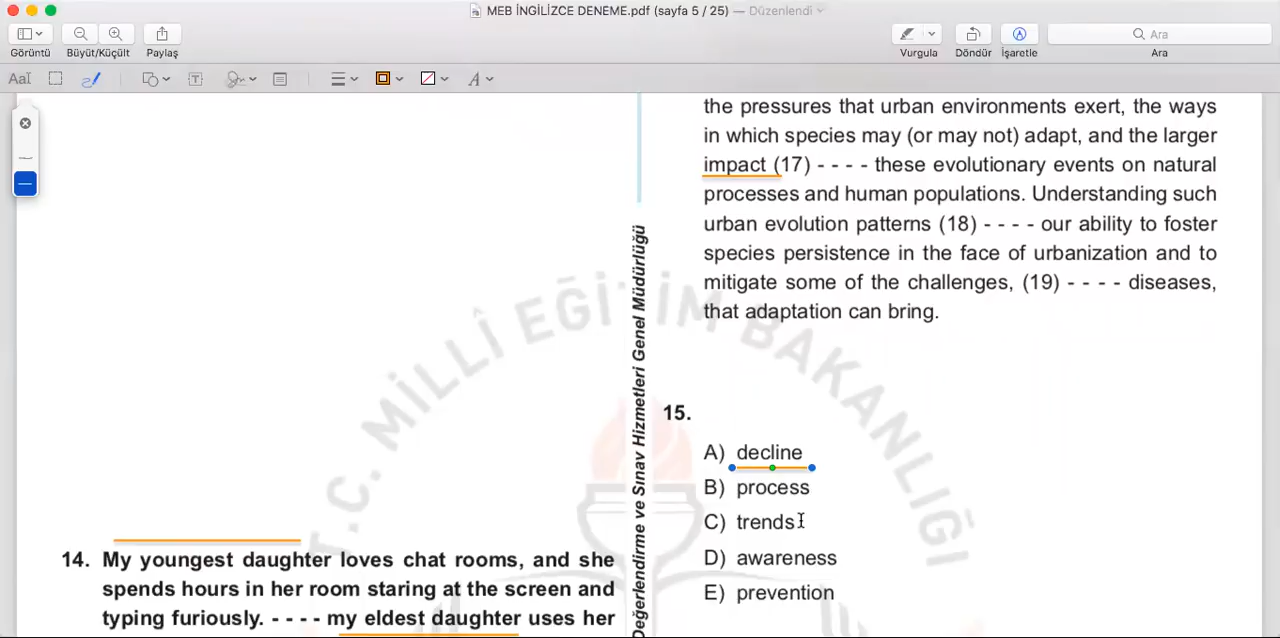 MEB İNGİLİZCE DENEME.pdf (sayfa 5 / 25) — Düzenlendi
Görüntü
Büyüt/Küçült
Paylaş
Vurgula
Döndür
İşaretle
Ara
Ara
AaI
T
A
14. My youngest daughter loves chat rooms, and she
spends hours in her room staring at the screen and
typing furiously. - - - - my eldest daughter uses her
Değerlendirme ve Sınav Hizmetleri Genel Müdürlüğü
T.C. MİLLÎ EĞİTİM BAKANLIĞI
the pressures that urban environments exert, the ways
in which species may (or may not) adapt, and the larger
impact (17) - - - - these evolutionary events on natural
processes and human populations. Understanding such
urban evolution patterns (18) - - - - our ability to foster
species persistence in the face of urbanization and to
mitigate some of the challenges, (19) - - - - diseases,
that adaptation can bring.
15.
A) decline
B) process
C) trends
D) awareness
E) prevention